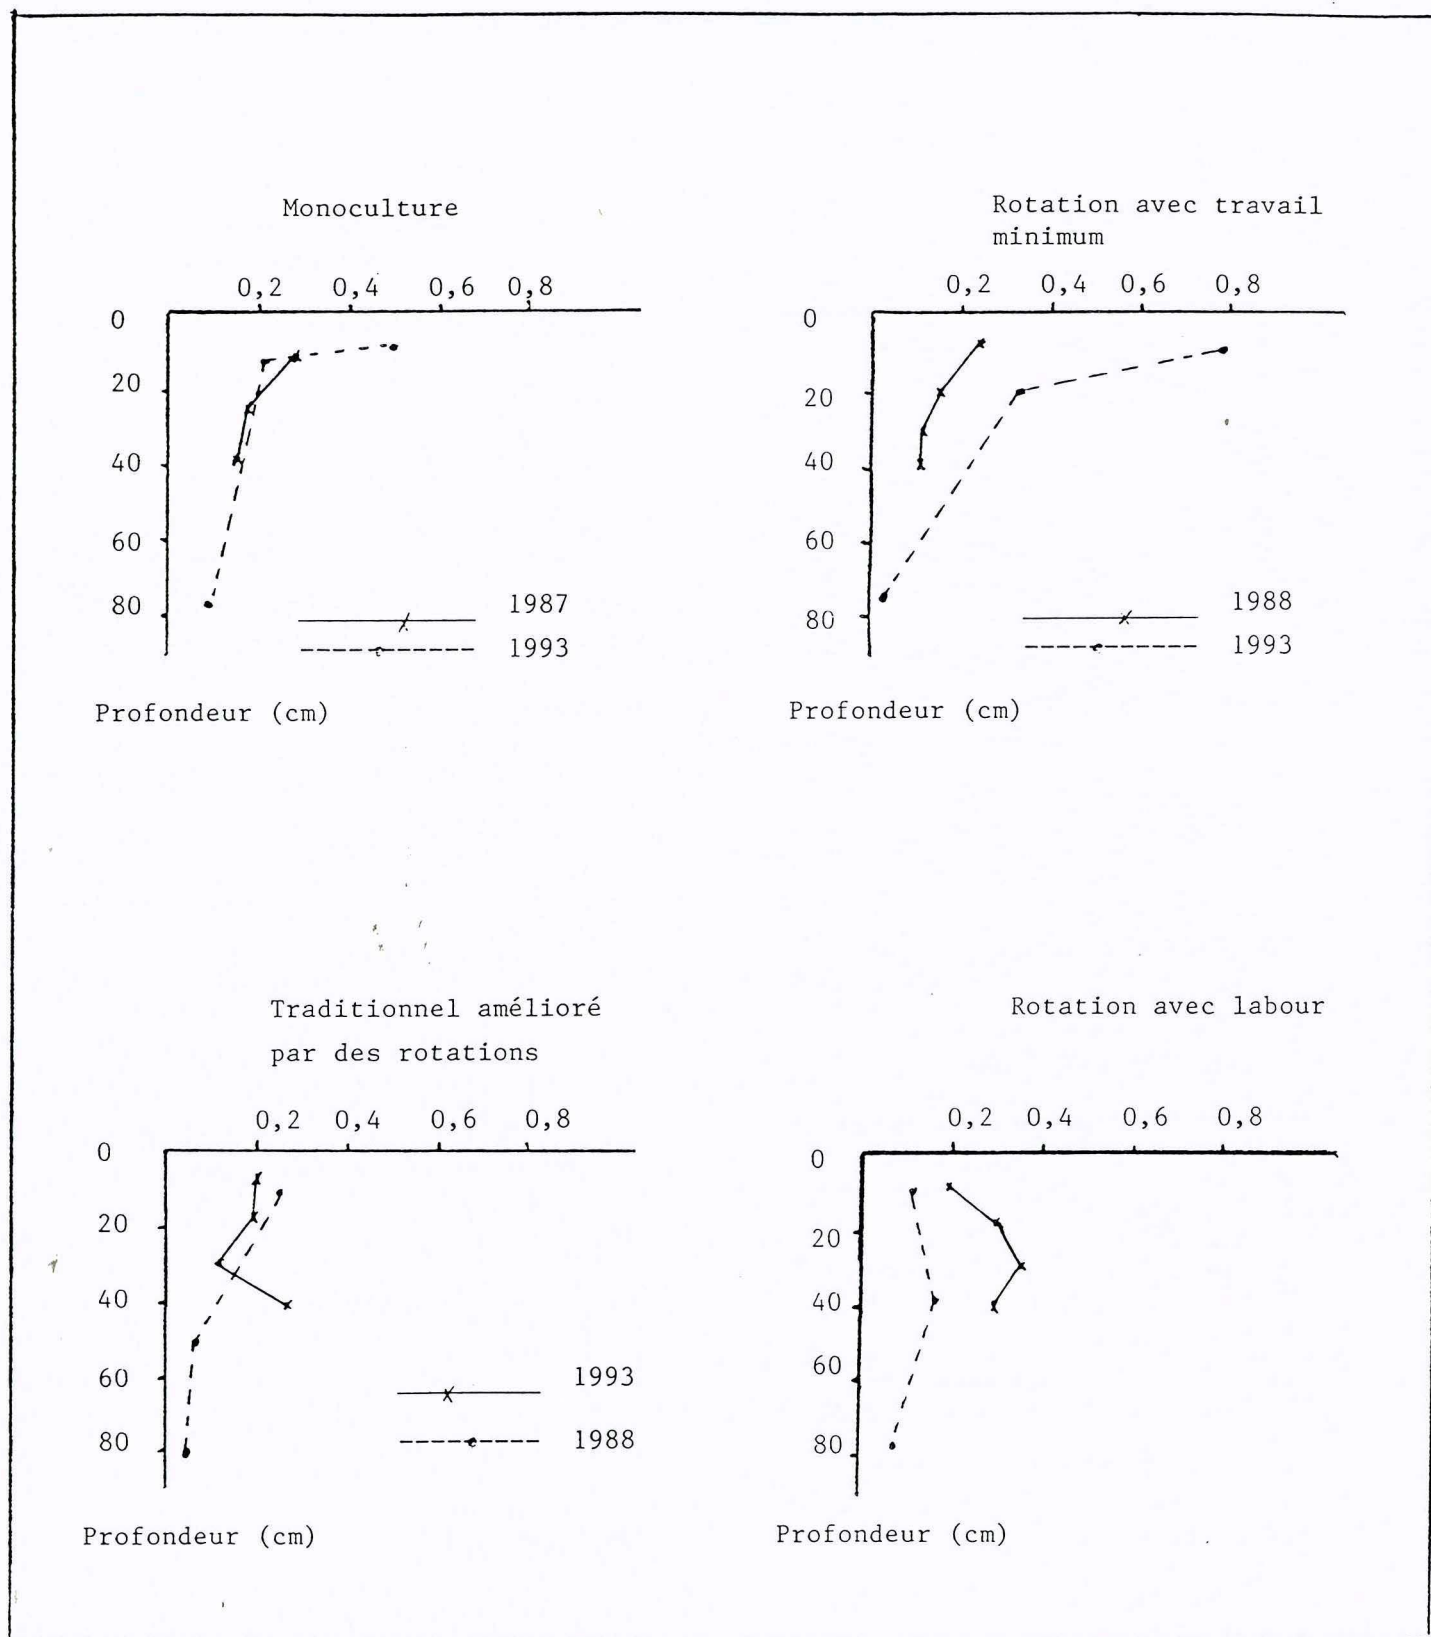 Monoculture
0,2 0,4 0,6 0,8
0
20
40
60
80
1987
1993
Profondeur (cm)
Rotation avec travail
minimum
0,2 0,4 0,6 0,8
0
20
40
60
80
1988
1993
Profondeur (cm)
Traditionnel amélioré
par des rotations
0,2 0,4 0,6 0,8
0
20
40
60
80
1993
1988
Profondeur (cm)
Rotation avec labour
0,2 0,4 0,6 0,8
0
20
40
60
80
Profondeur (cm)